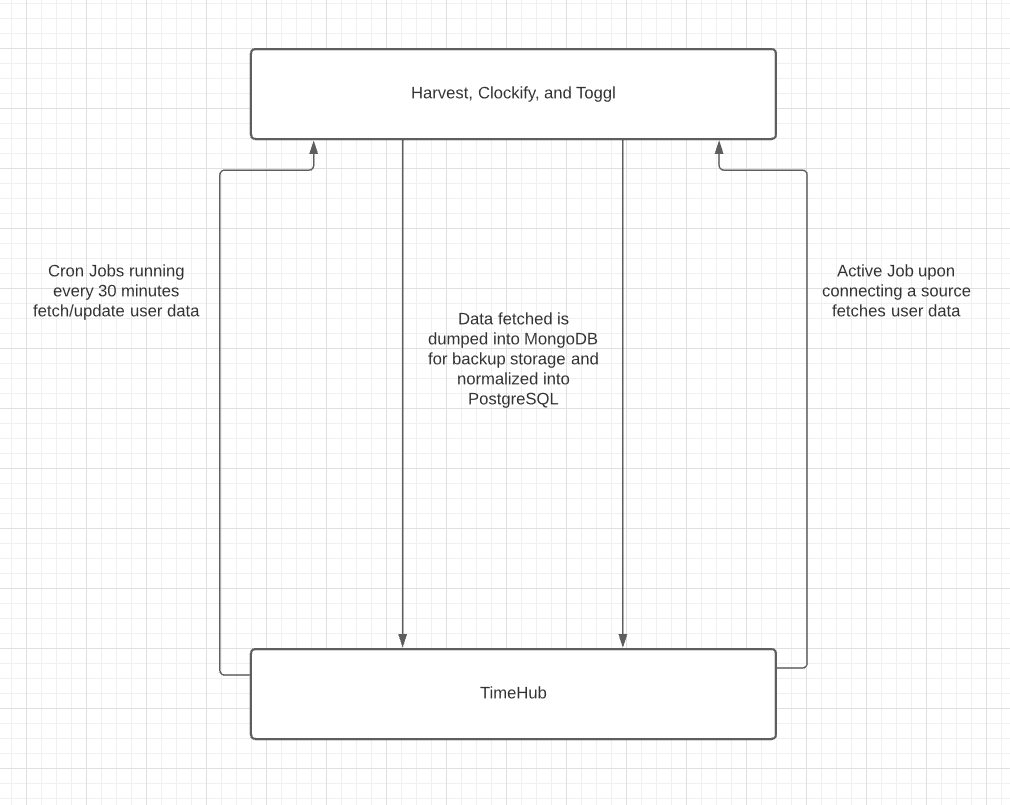 Harvest, Clockify, and Toggl
Cron Jobs running
every 30 minutes
fetch/update user data
Active Job upon
connecting a source
fetches user data
Data fetched is
dumped into MongoDB
for backup storage and
normalized into
PostgreSQL
TimeHub